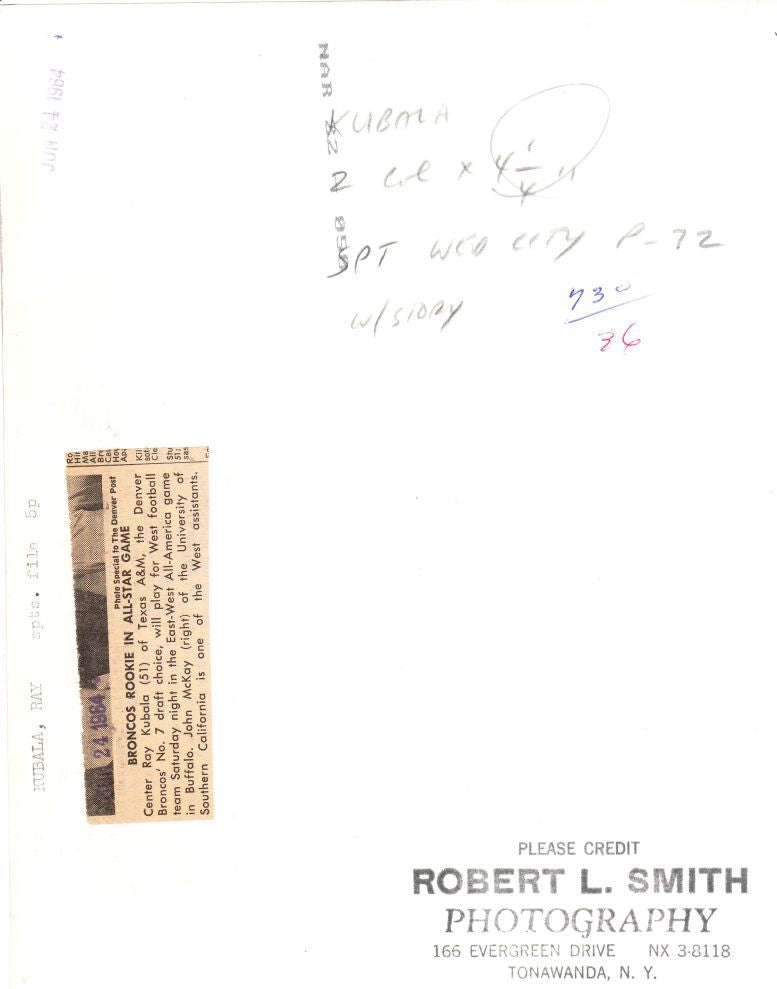 JUN 24 1964
KUBALA
2 Col x 4 1/4"
SPT WED CITY P-72
W/STORY
730
36
KUBALA, RAY spts. file 5p
JUN 24 1964
Photo Special to The Denver Post
BRONCOS ROOKIE IN ALL-STAR GAME
Center Ray Kubala (51) of Texas A&M, the Denver
Broncos' No. 7 draft choice, will play for West football
team Saturday night in the East-West All-America game
in Buffalo. John McKay (right) of the University of
Southern California is one of the West assistants.
PLEASE CREDIT
ROBERT L. SMITH
PHOTOGRAPHY
166 EVERGREEN DRIVE NX 3-8118
TONAWANDA, N. Y.